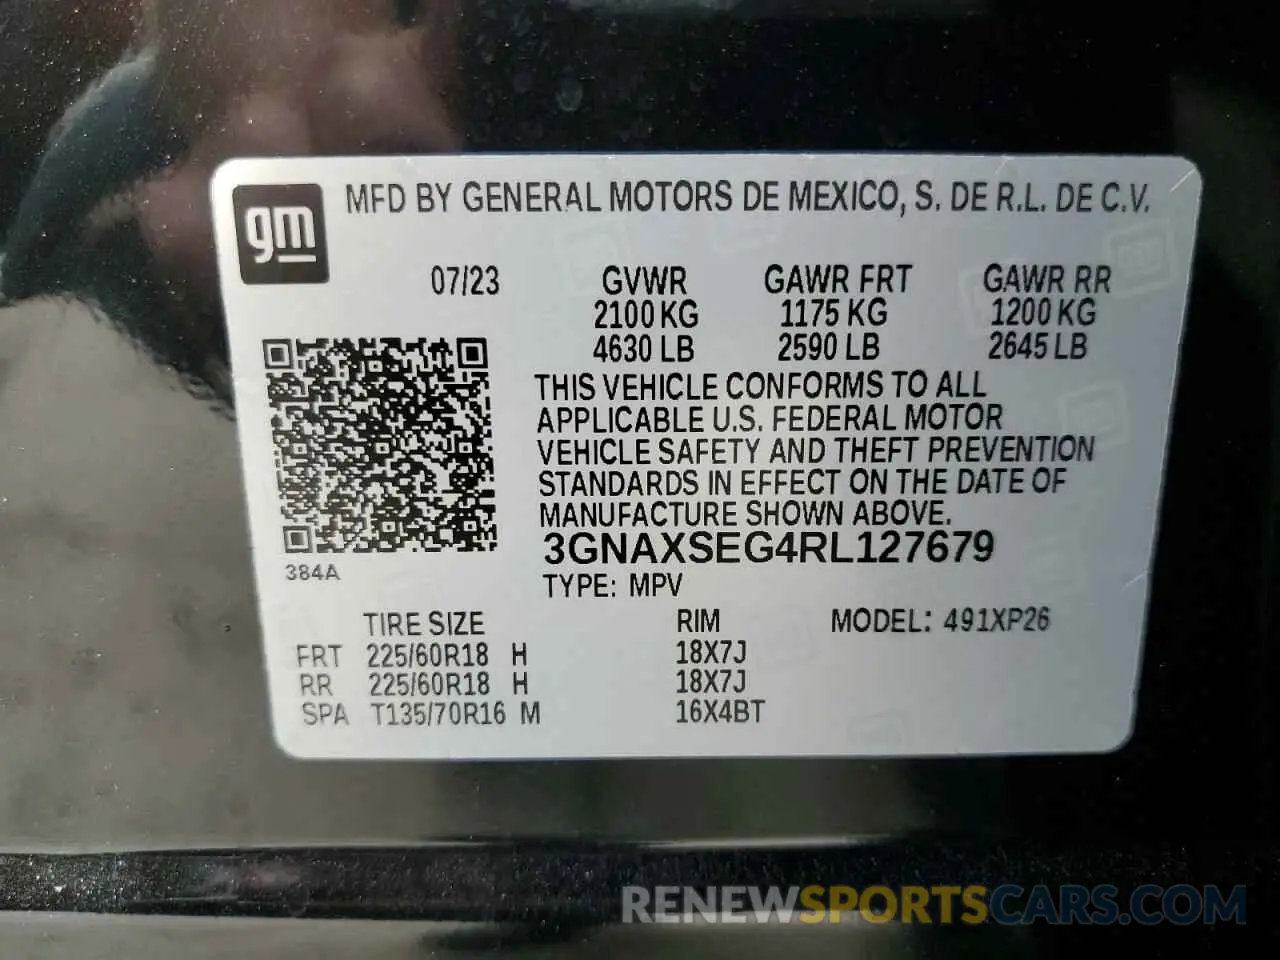 gm MFD BY GENERAL MOTORS DE MEXICO, S. DE R.L. DE C.V.
07/23 GVWR GAWR FRT GAWR RR
2100 KG 1175 KG 1200 KG
4630 LB 2590 LB 2645 LB
THIS VEHICLE CONFORMS TO ALL
APPLICABLE U.S. FEDERAL MOTOR
VEHICLE SAFETY AND THEFT PREVENTION
STANDARDS IN EFFECT ON THE DATE OF
MANUFACTURE SHOWN ABOVE.
3GNAXSEG4RL127679
384A
TYPE: MPV
TIRE SIZE RIM MODEL: 491XP26
FRT 225/60R18 H 18X7J
RR 225/60R18 H 18X7J
SPA T135/70R16 M 16X4BT
RENEWSPORTSCARS.COM